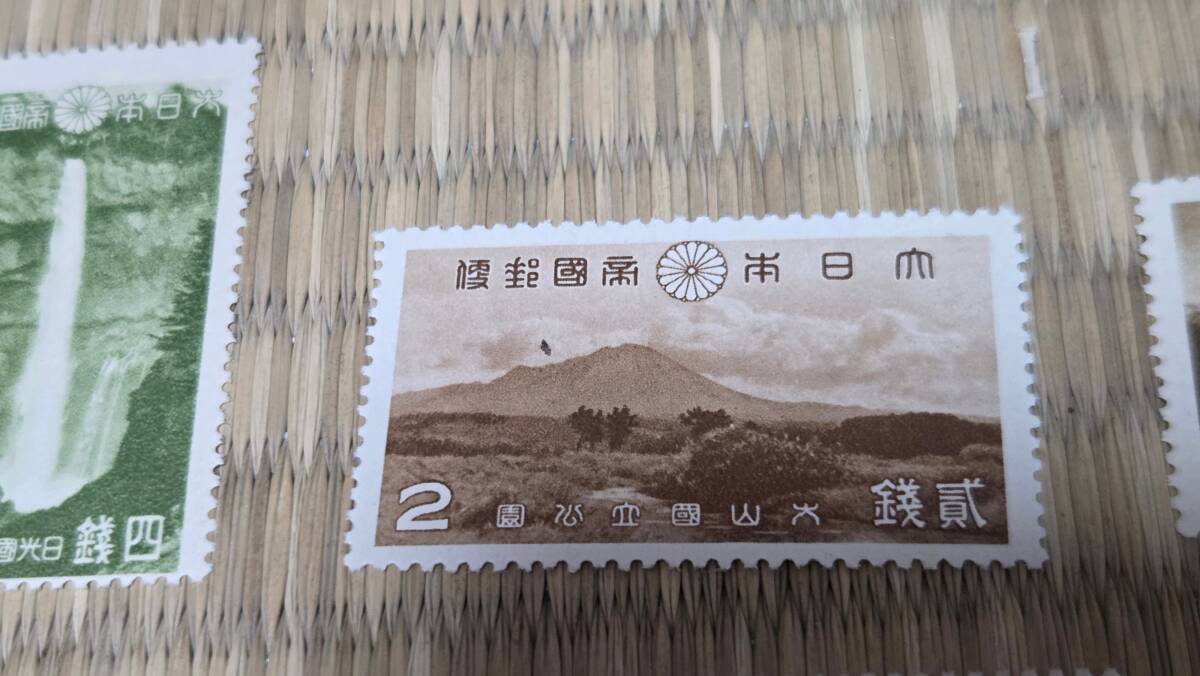 大日本帝國郵便
2 大山國立公園 貳錢
大日本帝國
四錢 日光國